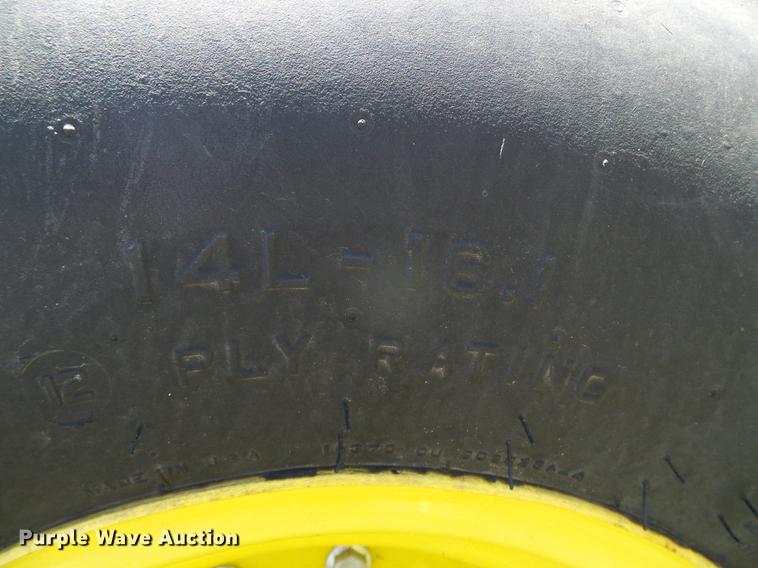 14L-16.1
12 PLY RATING
MADE IN U.S.A
Purple Wave Auction